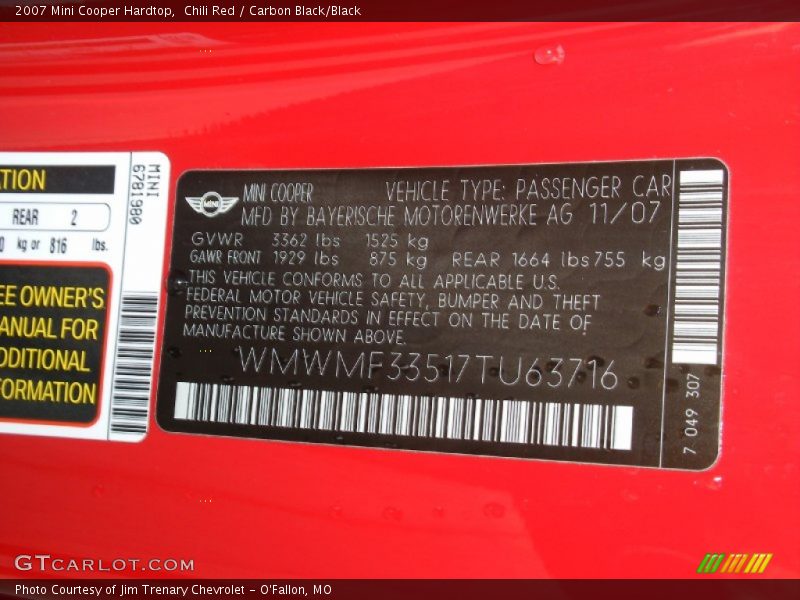 2007 Mini Cooper Hardtop,  Chili Red / Carbon Black/Black
TION
REAR 2
0 kg or 816 lbs.
EE OWNER'S
ANUAL FOR
DDITIONAL
FORMATION
MINI
6781980
MINI
MINI COOPER VEHICLE TYPE: PASSENGER CAR
MFD BY BAYERISCHE MOTORENWERKE AG 11/07
GVWR 3362 lbs 1525 kg
GAWR FRONT 1929 lbs 875 kg REAR 1664 lbs 755 kg
THIS VEHICLE CONFORMS TO ALL APPLICABLE U.S.
FEDERAL MOTOR VEHICLE SAFETY, BUMPER AND THEFT
PREVENTION STANDARDS IN EFFECT ON THE DATE OF
MANUFACTURE SHOWN ABOVE.
WMWMF33517TU63716
7 049 307
GTCARLOT.COM
Photo Courtesy of Jim Trenary Chevrolet - O'Fallon, MO